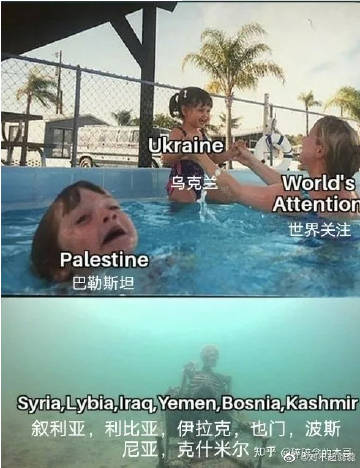 Ukraine
乌克兰
World's
Attention
世界关注
Palestine
巴勒斯坦
Syria,Lybia,Iraq,Yemen,Bosnia,Kashmir
叙利亚，利比亚，伊拉克，也门，波斯
尼亚，克什米尔
知乎